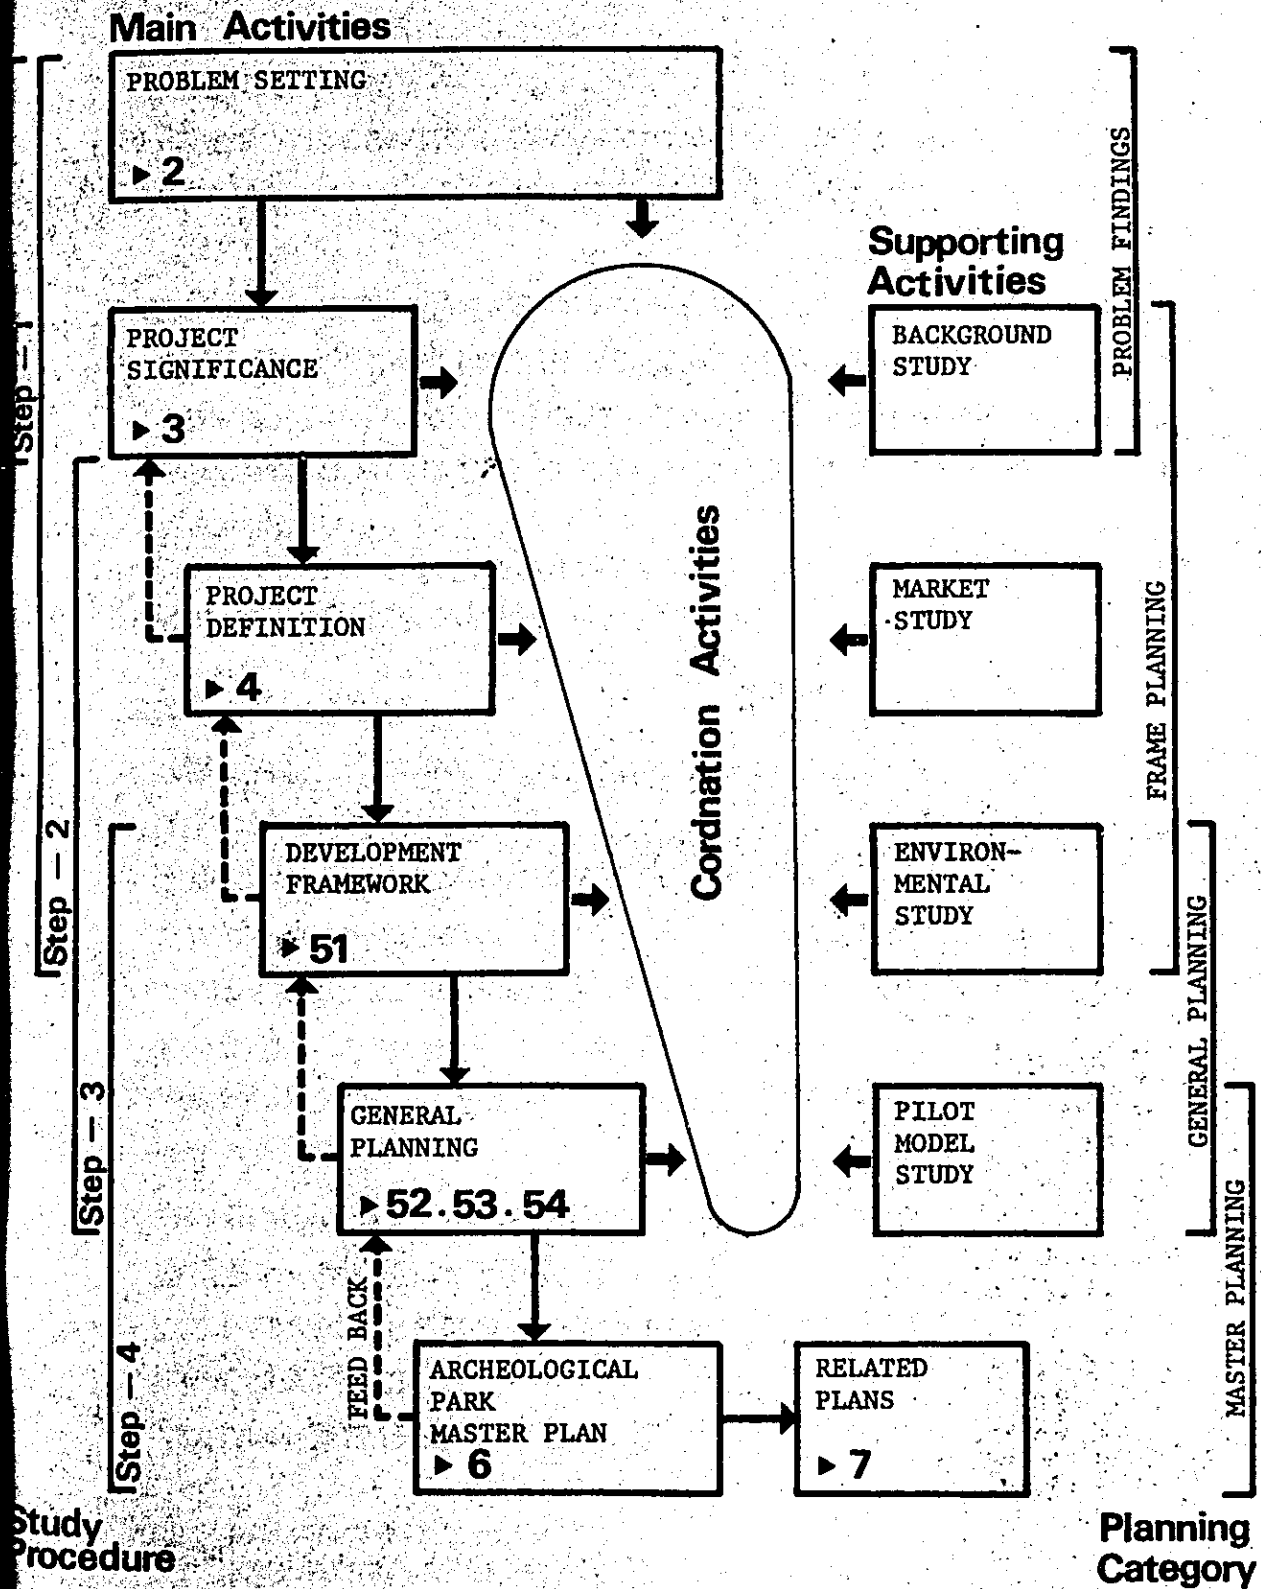 Main Activities
PROBLEM SETTING
▶ 2
Supporting
Activities
PROJECT
SIGNIFICANCE
▶ 3
BACKGROUND
STUDY
PROJECT
DEFINITION
▶ 4
MARKET
STUDY
Cordnation Activities
DEVELOPMENT
FRAMEWORK
▶ 51
ENVIRON-
MENTAL
STUDY
GENERAL
PLANNING
▶ 52.53.54
PILOT
MODEL
STUDY
FEED BACK
ARCHEOLOGICAL
PARK
MASTER PLAN
▶ 6
RELATED
PLANS
▶ 7
Step –
Step – 2
Step – 3
Step – 4
Study
Procedure
PROBLEM FINDINGS
FRAME PLANNING
GENERAL PLANNING
MASTER PLANNING
Planning
Category